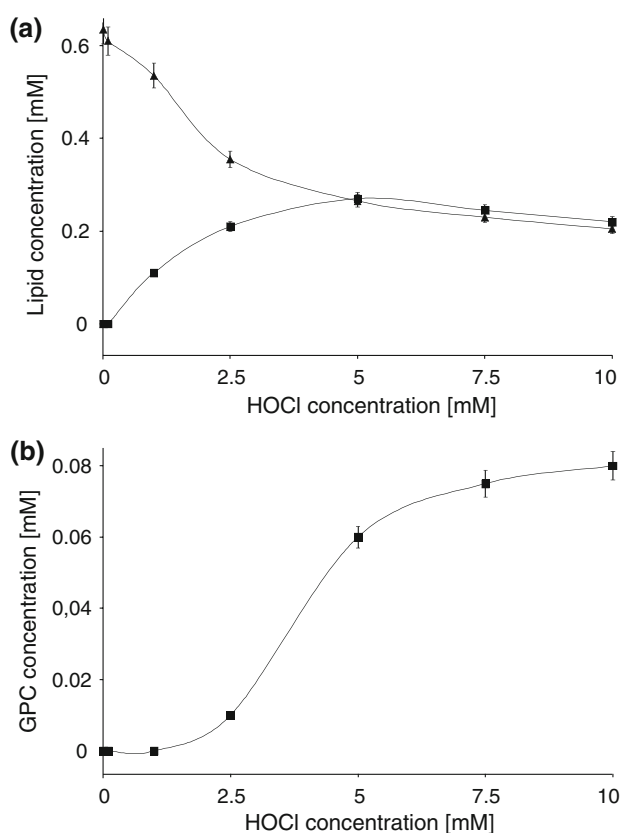 (a)
Lipid concentration [mM]
0.6
0.4
0.2
0
0 2.5 5 7.5 10
HOCl concentration [mM]
(b)
GPC concentration [mM]
0.08
0.06
0,04
0.02
0
0 2.5 5 7.5 10
HOCl concentration [mM]